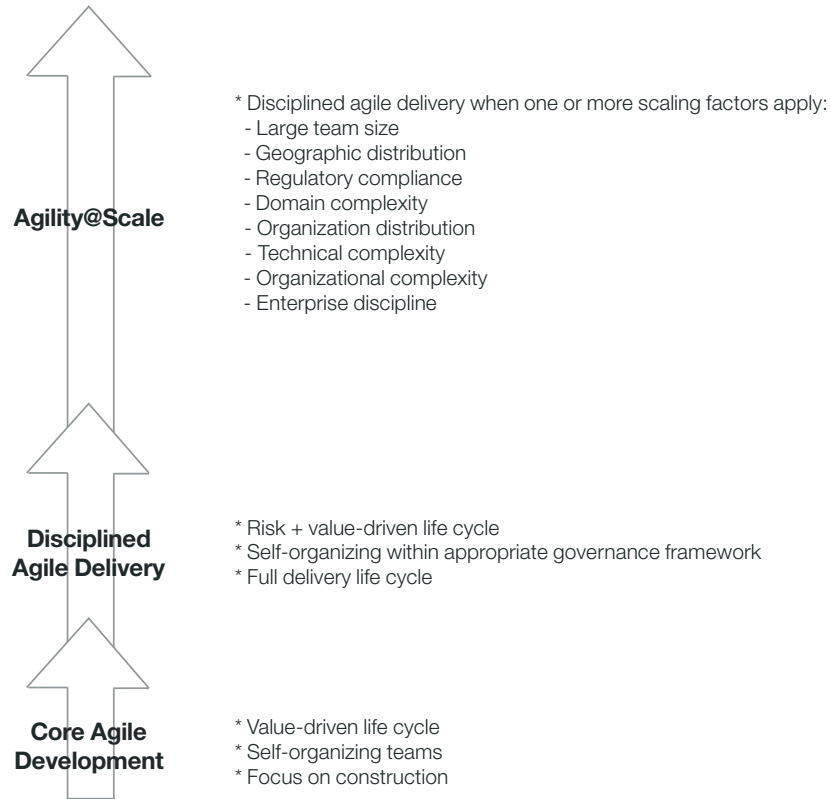 * Disciplined agile delivery when one or more scaling factors apply:
- Large team size
- Geographic distribution
- Regulatory compliance
- Domain complexity
- Organization distribution
- Technical complexity
- Organizational complexity
- Enterprise discipline
Agility@Scale
* Risk + value-driven life cycle
* Self-organizing within appropriate governance framework
* Full delivery life cycle
Disciplined
Agile Delivery
* Value-driven life cycle
* Self-organizing teams
* Focus on construction
Core Agile
Development